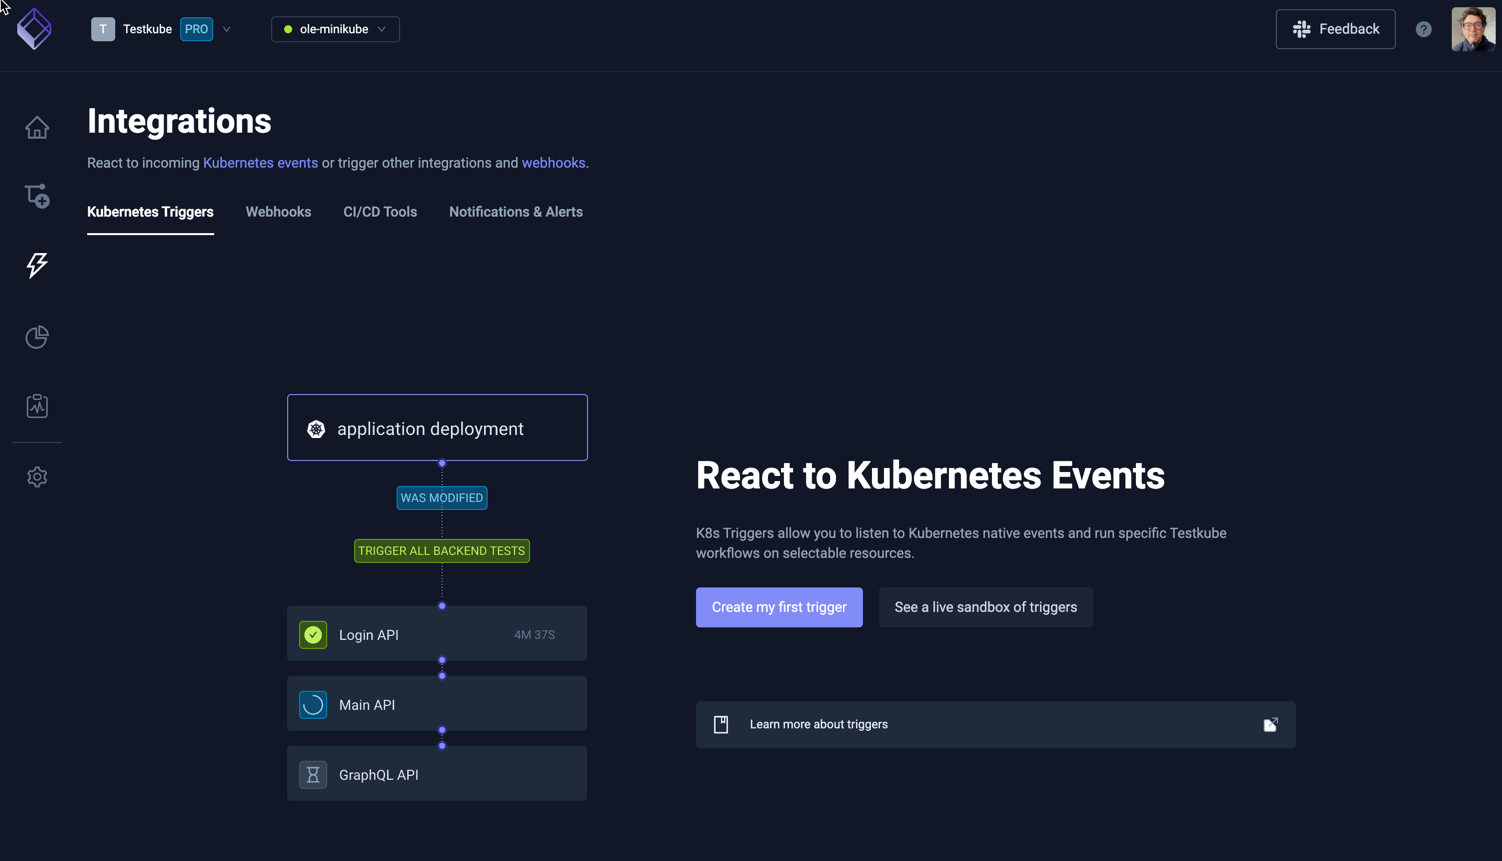 T Testkube PRO ole-minikube Feedback ?
Integrations
React to incoming Kubernetes events or trigger other integrations and webhooks.
Kubernetes Triggers Webhooks CI/CD Tools Notifications & Alerts
application deployment
WAS MODIFIED
TRIGGER ALL BACKEND TESTS
Login API 4M 37S
Main API
GraphQL API
React to Kubernetes Events
K8s Triggers allow you to listen to Kubernetes native events and run specific Testkube
workflows on selectable resources.
Create my first trigger See a live sandbox of triggers
Learn more about triggers